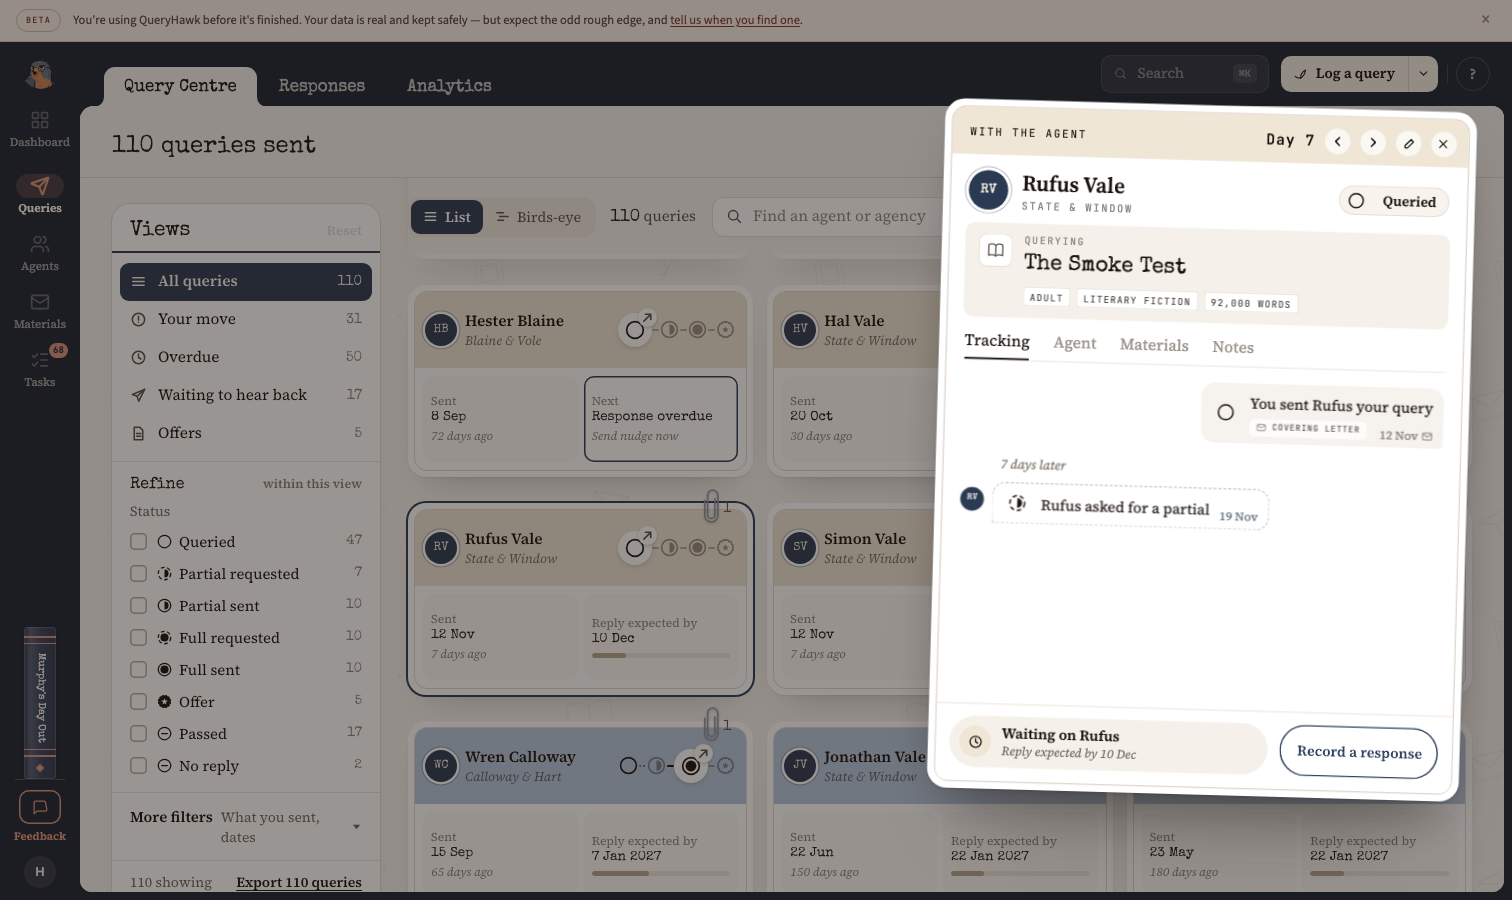 BETA You're using QueryHawk before it's finished. Your data is real and kept safely — but expect the odd rough edge, and tell us when you find one.
Query Centre
Responses
Analytics
Search ⌘K
Log a query
?
Dashboard
Queries
Agents
Materials
68
Tasks
Murphy's Day Out
Feedback
H
110 queries sent
Views Reset
All queries 110
Your move 31
Overdue 50
Waiting to hear back 17
Offers 5
Refine within this view
Status
Queried 47
Partial requested 7
Partial sent 10
Full requested 10
Full sent 10
Offer 5
Passed 17
No reply 2
More filters What you sent, dates
110 showing Export 110 queries
List
Birds-eye
110 queries
Find an agent or agency
HB
Hester Blaine
Blaine & Vole
Sent
8 Sep
72 days ago
Next
Response overdue
Send nudge now
HV
Hal Vale
State & Window
Sent
20 Oct
30 days ago
1
RV
Rufus Vale
State & Window
Sent
12 Nov
7 days ago
Reply expected by
10 Dec
SV
Simon Vale
State & Window
Sent
12 Nov
7 days ago
1
WC
Wren Calloway
Calloway & Hart
Sent
15 Sep
65 days ago
Reply expected by
7 Jan 2027
JV
Jonathan Vale
State & Window
Sent
22 Jun
150 days ago
Reply expected by
22 Jan 2027
Sent
23 May
180 days ago
Reply expected by
22 Jan 2027
WITH THE AGENT
Day 7
RV
Rufus Vale
STATE & WINDOW
Queried
QUERYING
The Smoke Test
ADULT
LITERARY FICTION
92,000 WORDS
Tracking
Agent
Materials
Notes
You sent Rufus your query
COVERING LETTER
12 Nov
7 days later
RV
Rufus asked for a partial 19 Nov
Waiting on Rufus
Reply expected by 10 Dec
Record a response